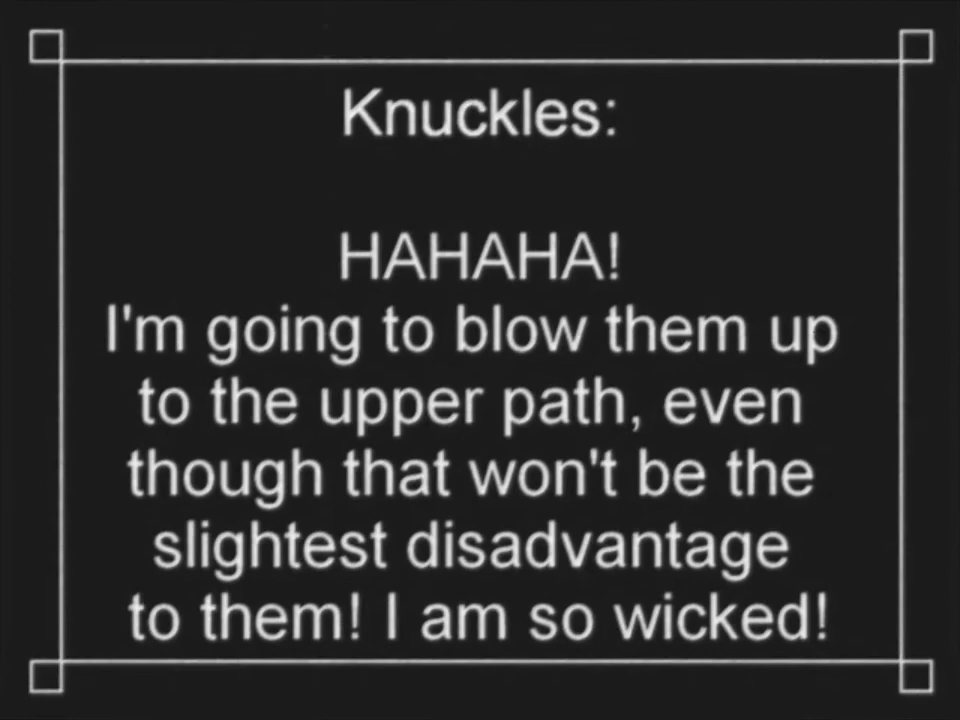 Knuckles:
HAHAHA!
I'm going to blow them up
to the upper path, even
though that won't be the
slightest disadvantage
to them! I am so wicked!